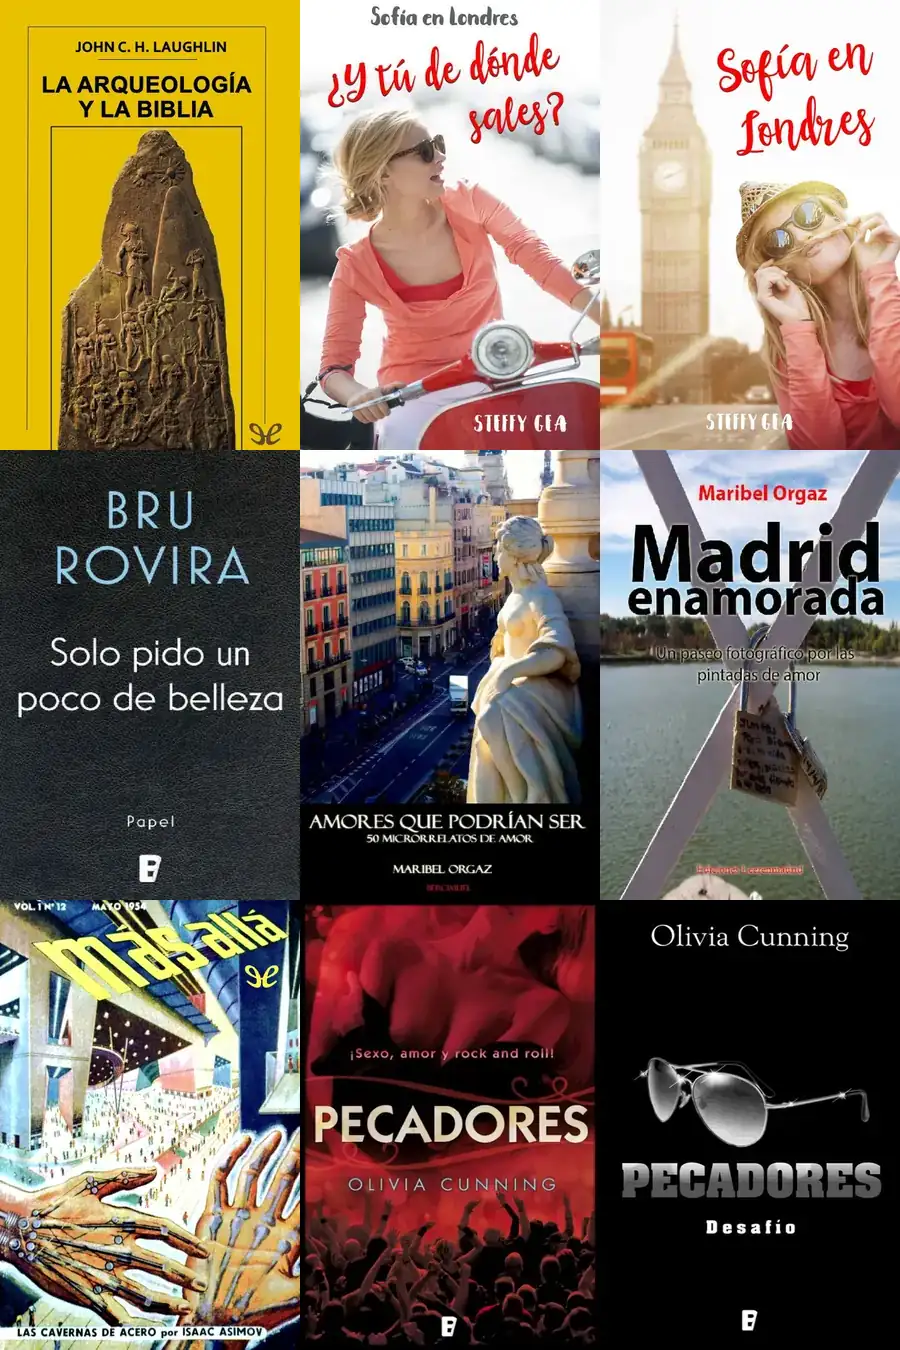 JOHN C. H. LAUGHLIN
LA ARQUEOLOGÍA
Y LA BIBLIA
Sofía en Londres
¿Y tú de dónde
sales?
STEFFY GEA
Sofía en
Londres
STEFFY GEA
BRU
ROVIRA
Solo pido un
poco de belleza
Papel
B
AMORES QUE PODRÍAN SER
50 MICRORRELATOS DE AMOR
MARIBEL ORGAZ
Maribel Orgaz
Madrid
enamorada
Un paseo fotográfico por las
pintadas de amor
VOL. 1 Nº 12 MAYO 1954
más allá
LAS CAVERNAS DE ACERO por ISAAC ASIMOV
¡Sexo, amor y rock and roll!
PECADORES
OLIVIA CUNNING
B
Olivia Cunning
PECADORES
Desafío
B